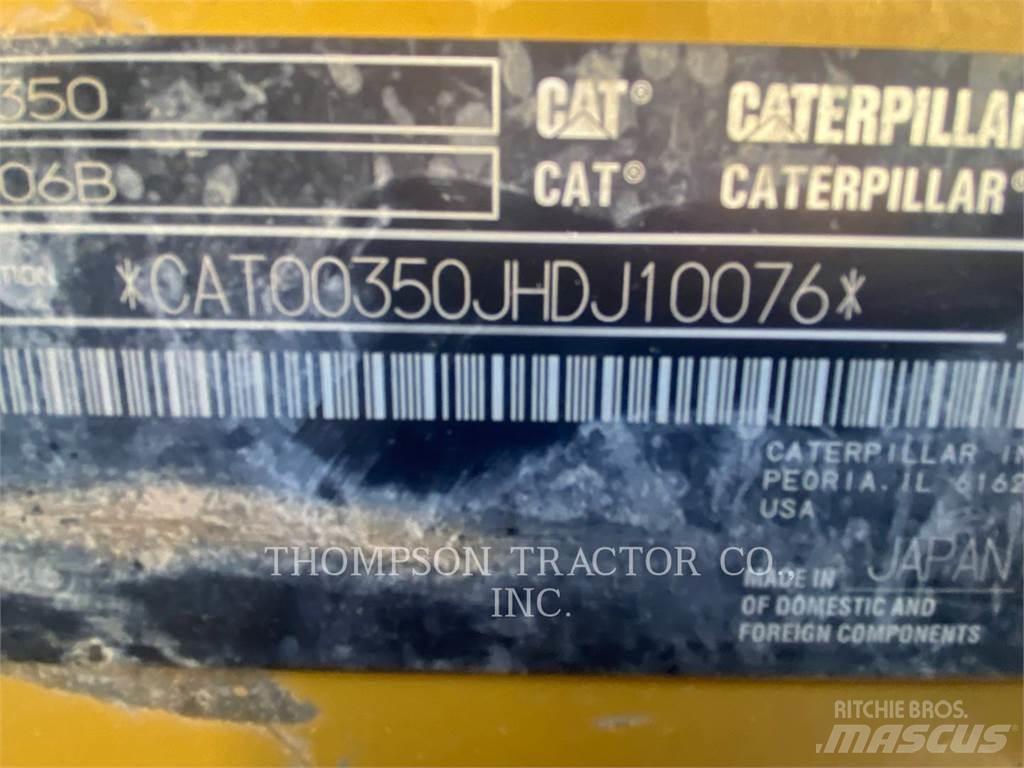 350
CAT® CATERPILLAR
06B
CAT® CATERPILLAR®
*CAT00350JHDJ10076*
CATERPILLAR
PEORIA, IL
USA
THOMPSON TRACTOR CO.,
INC.
MADE IN JAPAN
OF DOMESTIC AND
FOREIGN COMPONENTS
RITCHIE BROS.
MASCUS